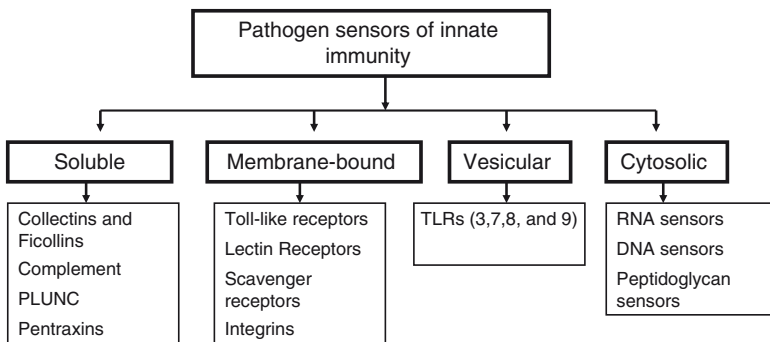 Pathogen sensors of innate
immunity
Soluble
Membrane-bound
Vesicular
Cytosolic
Collectins and
Ficollins
Complement
PLUNC
Pentraxins
Toll-like receptors
Lectin Receptors
Scavenger
receptors
Integrins
TLRs (3,7,8, and 9)
RNA sensors
DNA sensors
Peptidoglycan
sensors